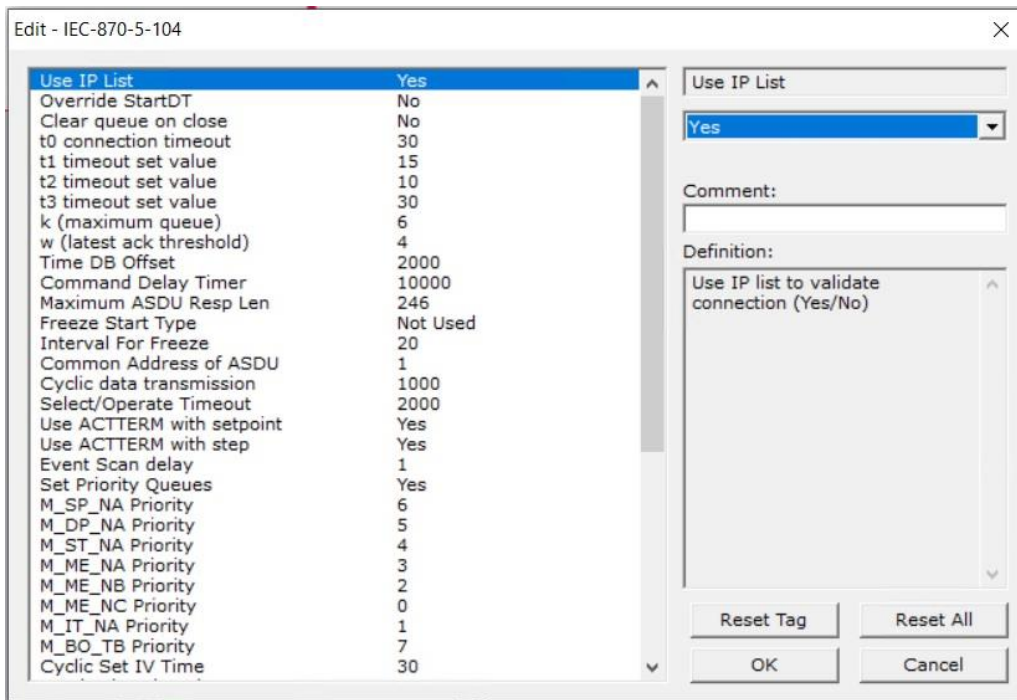 Edit - IEC-870-5-104
Use IP List Yes
Override StartDT No
Clear queue on close No
t0 connection timeout 30
t1 timeout set value 15
t2 timeout set value 10
t3 timeout set value 30
k (maximum queue) 6
w (latest ack threshold) 4
Time DB Offset 2000
Command Delay Timer 10000
Maximum ASDU Resp Len 246
Freeze Start Type Not Used
Interval For Freeze 20
Common Address of ASDU 1
Cyclic data transmission 1000
Select/Operate Timeout 2000
Use ACTTERM with setpoint Yes
Use ACTTERM with step Yes
Event Scan delay 1
Set Priority Queues Yes
M_SP_NA Priority 6
M_DP_NA Priority 5
M_ST_NA Priority 4
M_ME_NA Priority 3
M_ME_NB Priority 2
M_ME_NC Priority 0
M_IT_NA Priority 1
M_BO_TB Priority 7
Cyclic Set IV Time 30
Use IP List
Yes
Comment:
Definition:
Use IP list to validate
connection (Yes/No)
Reset Tag Reset All
OK Cancel